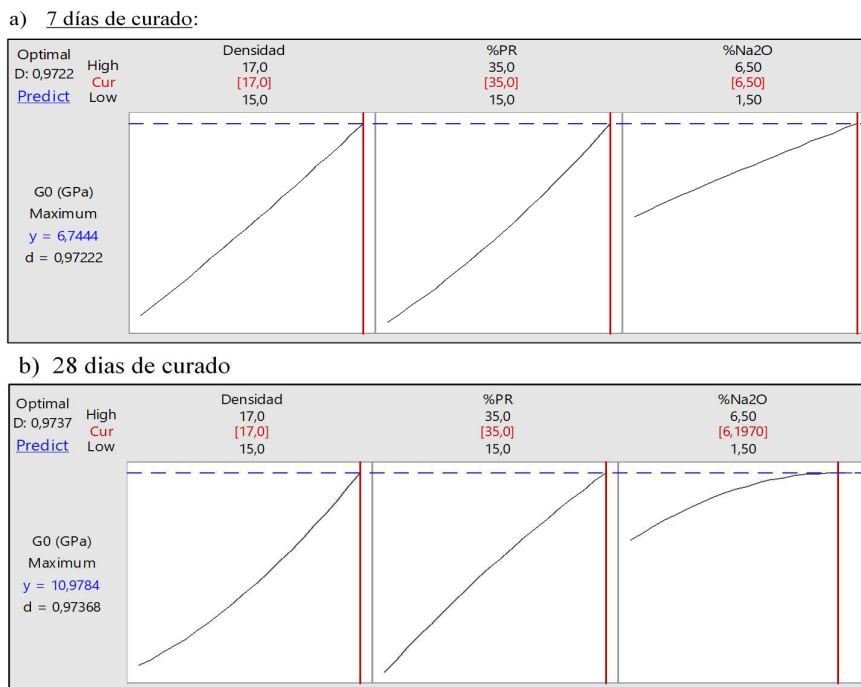 a) 7 días de curado:
Optimal
D: 0,9722
Predict
High
Cur
Low
Densidad
17,0
[17,0]
15,0
%PR
35,0
[35,0]
15,0
%Na2O
6,50
[6,50]
1,50
G0 (GPa)
Maximum
y = 6,7444
d = 0,97222
b) 28 dias de curado
Optimal
D: 0,9737
Predict
High
Cur
Low
Densidad
17,0
[17,0]
15,0
%PR
35,0
[35,0]
15,0
%Na2O
6,50
[6,1970]
1,50
G0 (GPa)
Maximum
y = 10,9784
d = 0,97368